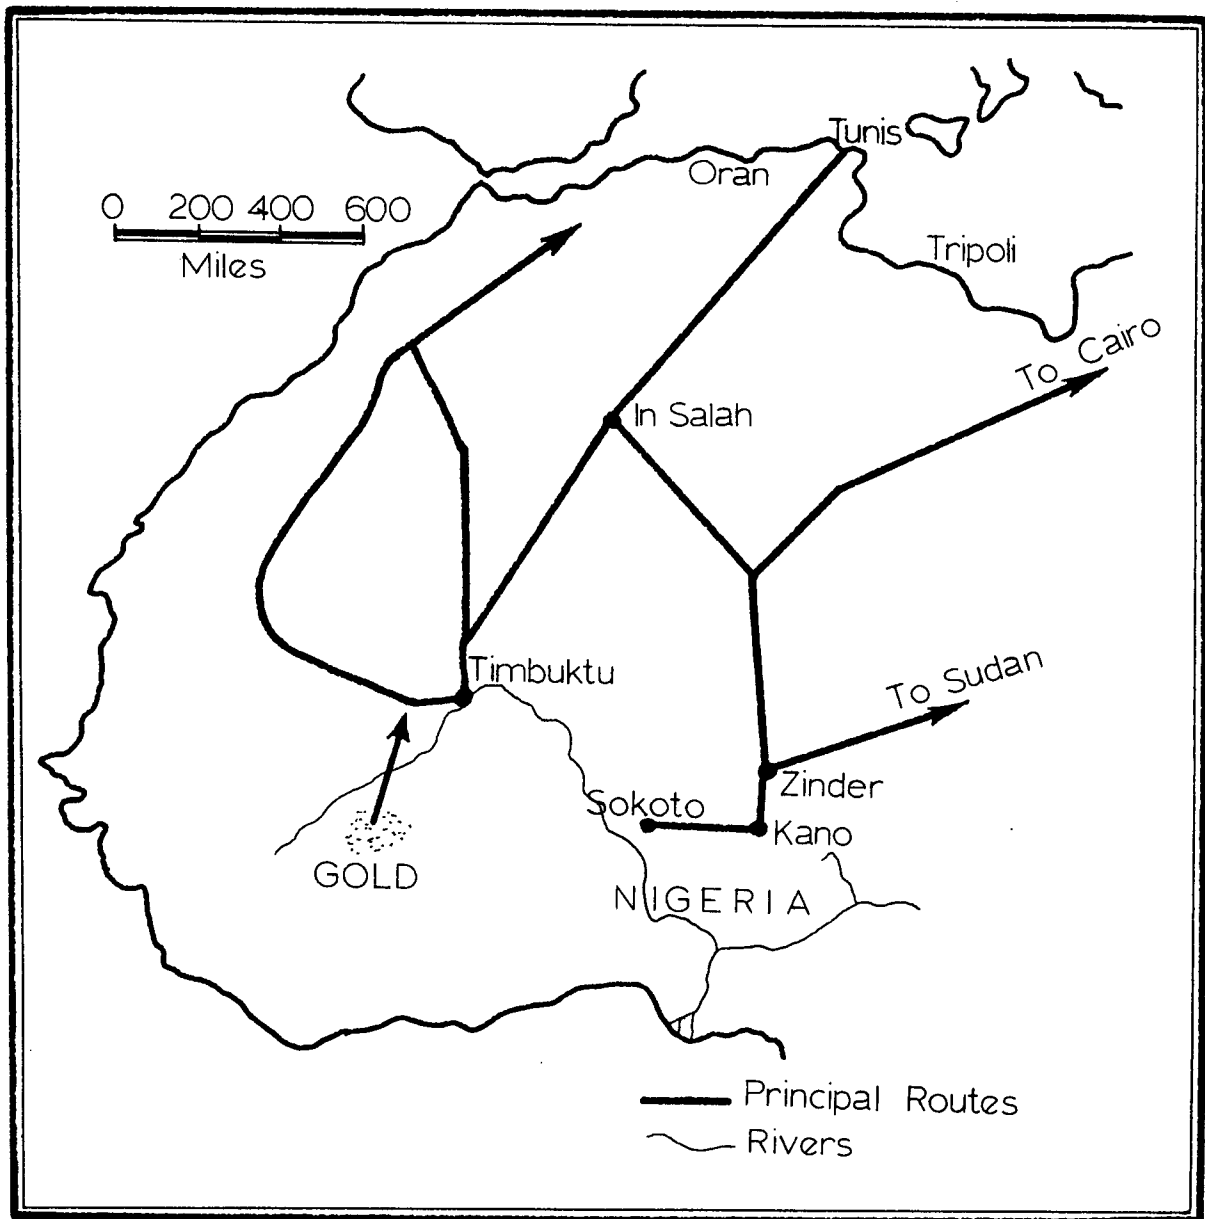 Tunis
Oran
0 200 400 600
Miles
Tripoli
To Cairo
In Salah
Timbuktu
To Sudan
Zinder
Sokoto
Kano
GOLD
NIGERIA
Principal Routes
Rivers